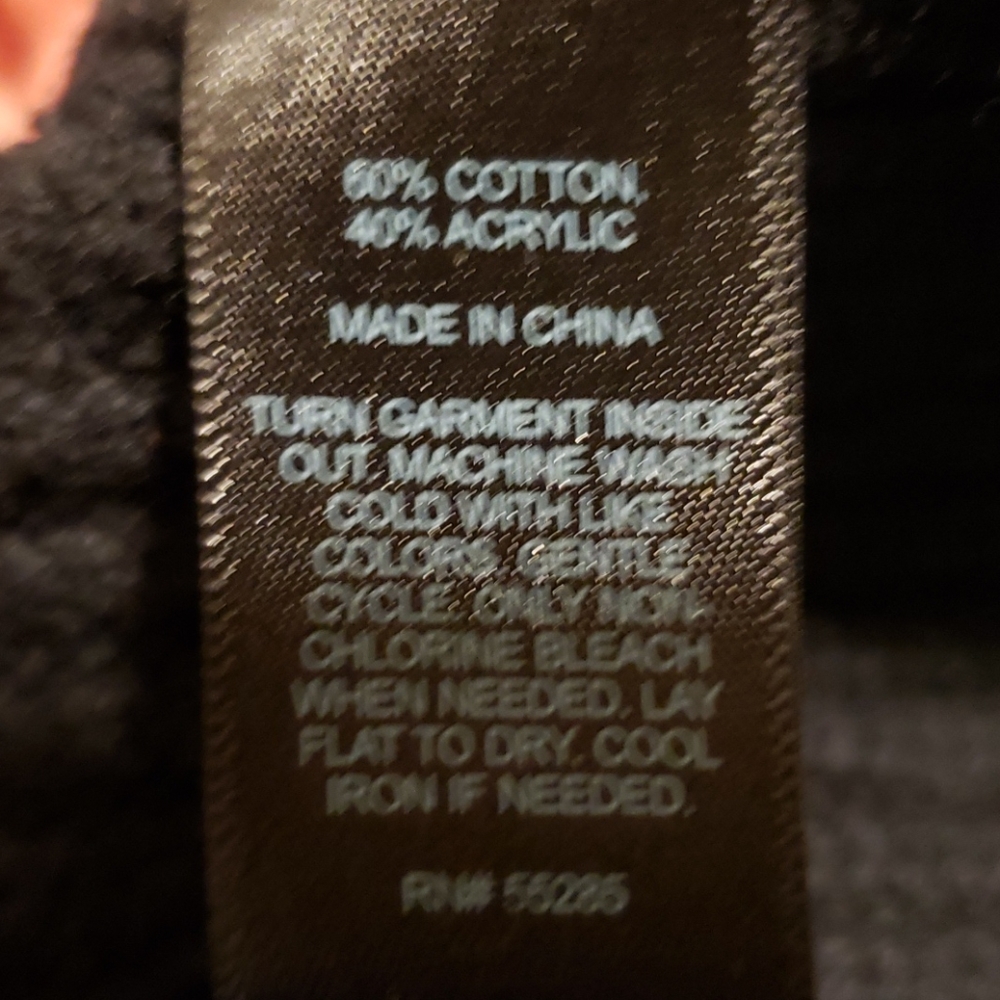 60% COTTON,
40% ACRYLIC
MADE IN CHINA
TURN GARMENT INSIDE
OUT. MACHINE WASH
COLD WITH LIKE
COLORS. GENTLE
CYCLE. ONLY NON-
CHLORINE BLEACH
WHEN NEEDED. LAY
FLAT TO DRY. COOL
IRON IF NEEDED.
RN# 55285